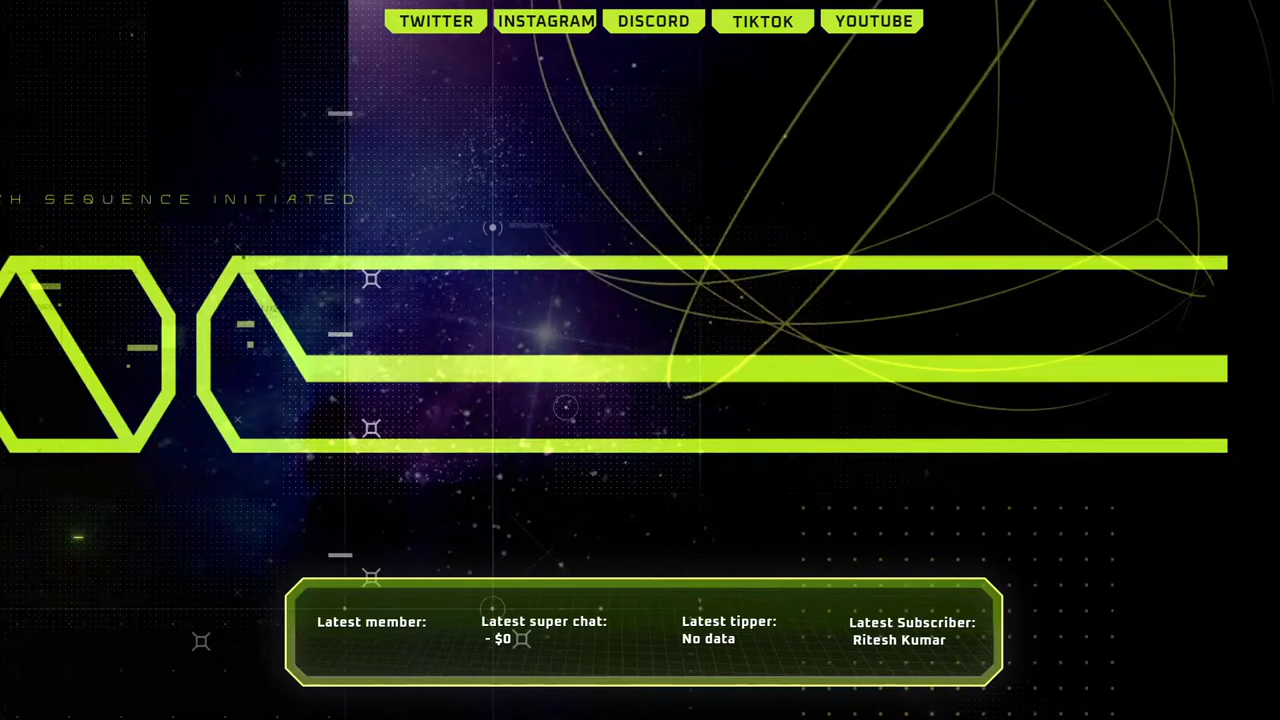 TWITTER INSTAGRAM DISCORD TIKTOK YOUTUBE
H SEQUENCE INITIATED
Latest member:
Latest super chat:
- $0
Latest tipper:
No data
Latest Subscriber:
Ritesh Kumar